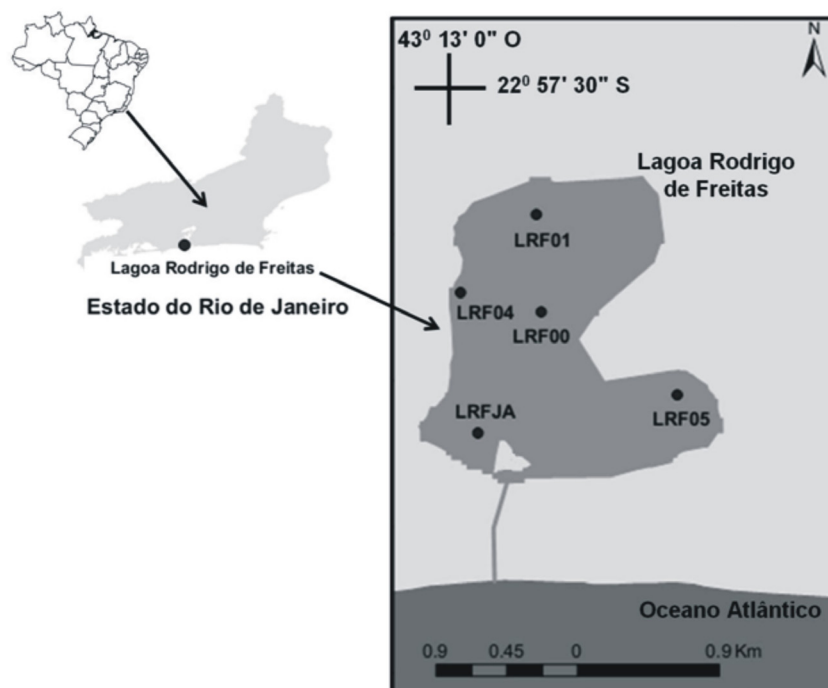 43⁰ 13' 0" O
N
22⁰ 57' 30" S
Lagoa Rodrigo
de Freitas
LRF01
Lagoa Rodrigo de Freitas
Estado do Rio de Janeiro
LRF04
LRF00
LRFJA
LRF05
Oceano Atlântico
0.9 0.45 0 0.9 Km